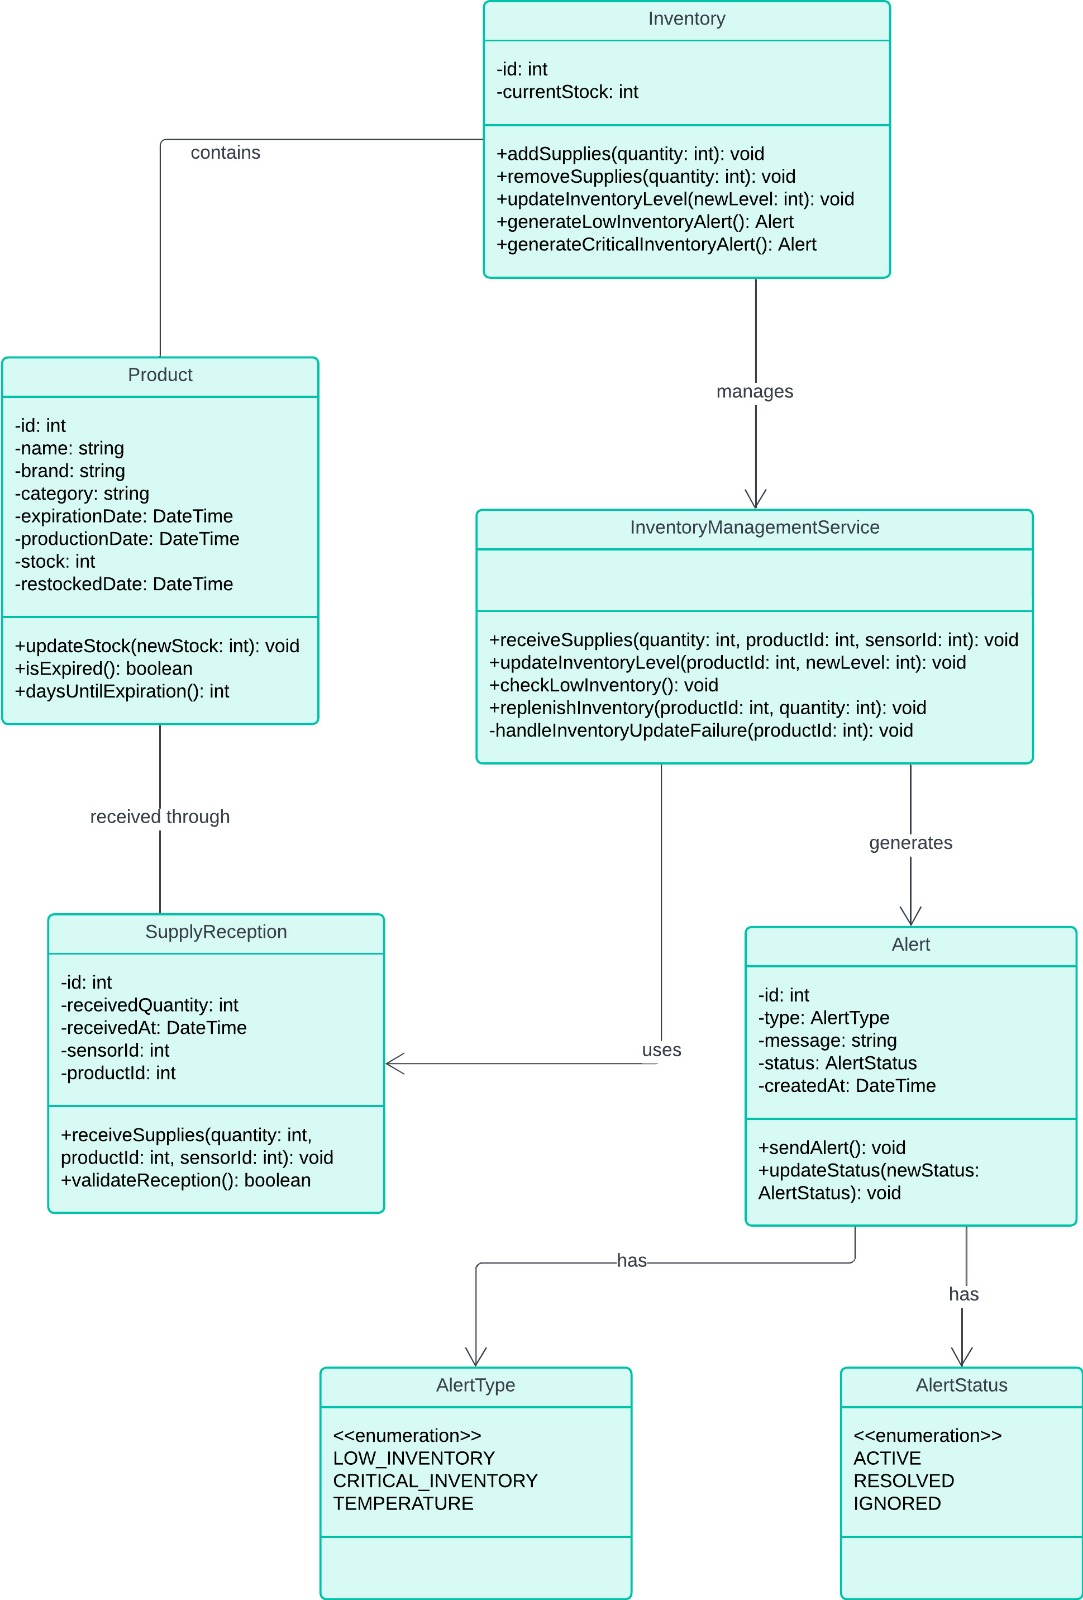 Inventory
-id: int
-currentStock: int
+addSupplies(quantity: int): void
+removeSupplies(quantity: int): void
+updateInventoryLevel(newLevel: int): void
+generateLowInventoryAlert(): Alert
+generateCriticalInventoryAlert(): Alert
contains
manages
Product
-id: int
-name: string
-brand: string
-category: string
-expirationDate: DateTime
-productionDate: DateTime
-stock: int
-restockedDate: DateTime
+updateStock(newStock: int): void
+isExpired(): boolean
+daysUntilExpiration(): int
InventoryManagementService
+receiveSupplies(quantity: int, productId: int, sensorId: int): void
+updateInventoryLevel(productId: int, newLevel: int): void
+checkLowInventory(): void
+replenishInventory(productId: int, quantity: int): void
-handleInventoryUpdateFailure(productId: int): void
received through
generates
uses
SupplyReception
-id: int
-receivedQuantity: int
-receivedAt: DateTime
-sensorId: int
-productId: int
+receiveSupplies(quantity: int,
productId: int, sensorId: int): void
+validateReception(): boolean
Alert
-id: int
-type: AlertType
-message: string
-status: AlertStatus
-createdAt: DateTime
+sendAlert(): void
+updateStatus(newStatus:
AlertStatus): void
has
has
AlertType
<<enumeration>>
LOW_INVENTORY
CRITICAL_INVENTORY
TEMPERATURE
AlertStatus
<<enumeration>>
ACTIVE
RESOLVED
IGNORED